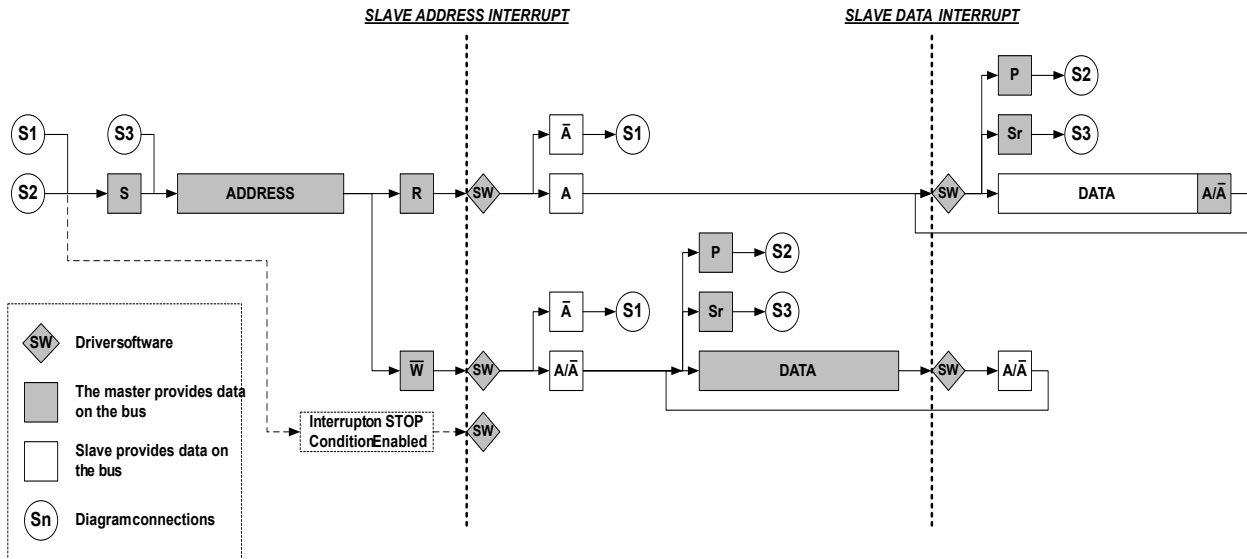 SLAVE ADDRESS INTERRUPT
SLAVE DATA INTERRUPT
P
S2
S1
S3
A̅
S1
Sr
S3
S2
S
ADDRESS
R
SW
A
SW
DATA
A/A̅
P
S2
A̅
S1
Sr
S3
W̅
SW
A/A̅
DATA
SW
A/A̅
Interrupton STOP
ConditionEnabled
SW
SW
Driversoftware
The master provides data
on the bus
Slave provides data on
the bus
Sn
Diagramconnections